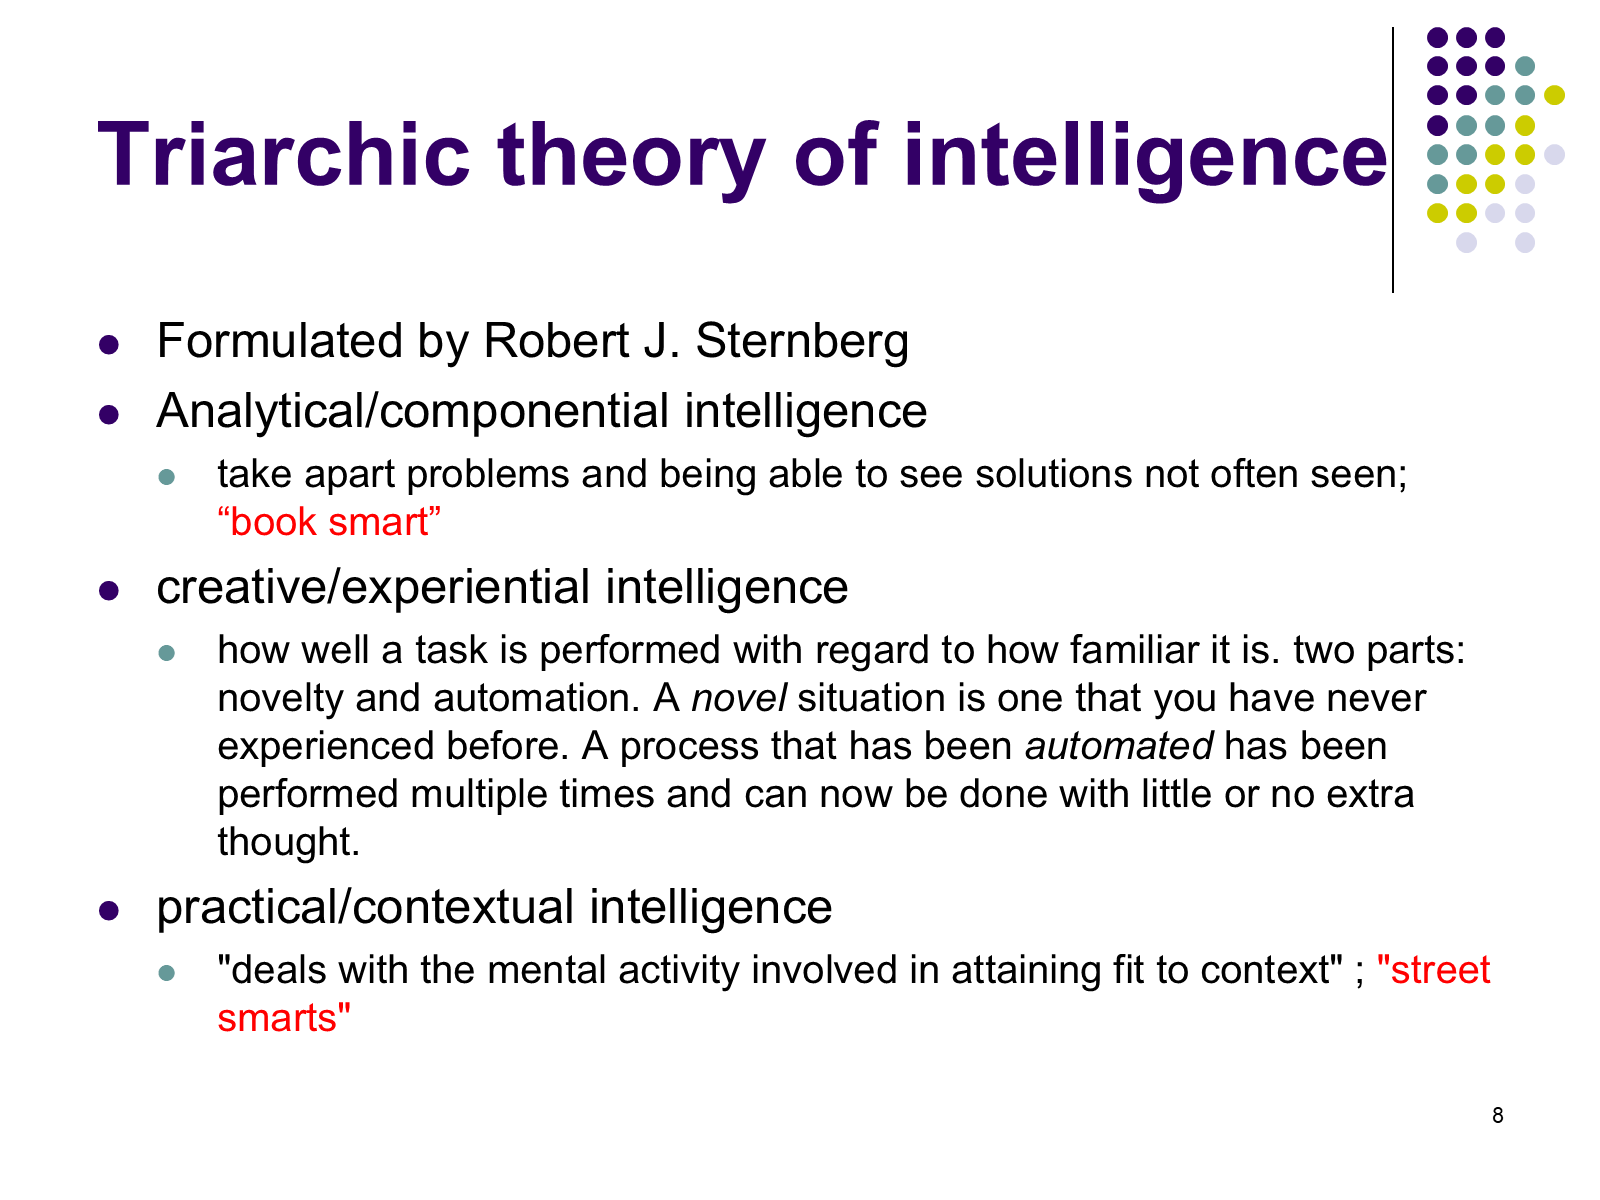 Triarchic theory of intelligence
Formulated by Robert J. Sternberg
Analytical/componential intelligence
take apart problems and being able to see solutions not often seen;
“book smart”
creative/experiential intelligence
how well a task is performed with regard to how familiar it is. two parts:
novelty and automation. A novel situation is one that you have never
experienced before. A process that has been automated has been
performed multiple times and can now be done with little or no extra
thought.
practical/contextual intelligence
"deals with the mental activity involved in attaining fit to context" ; "street
smarts"
8